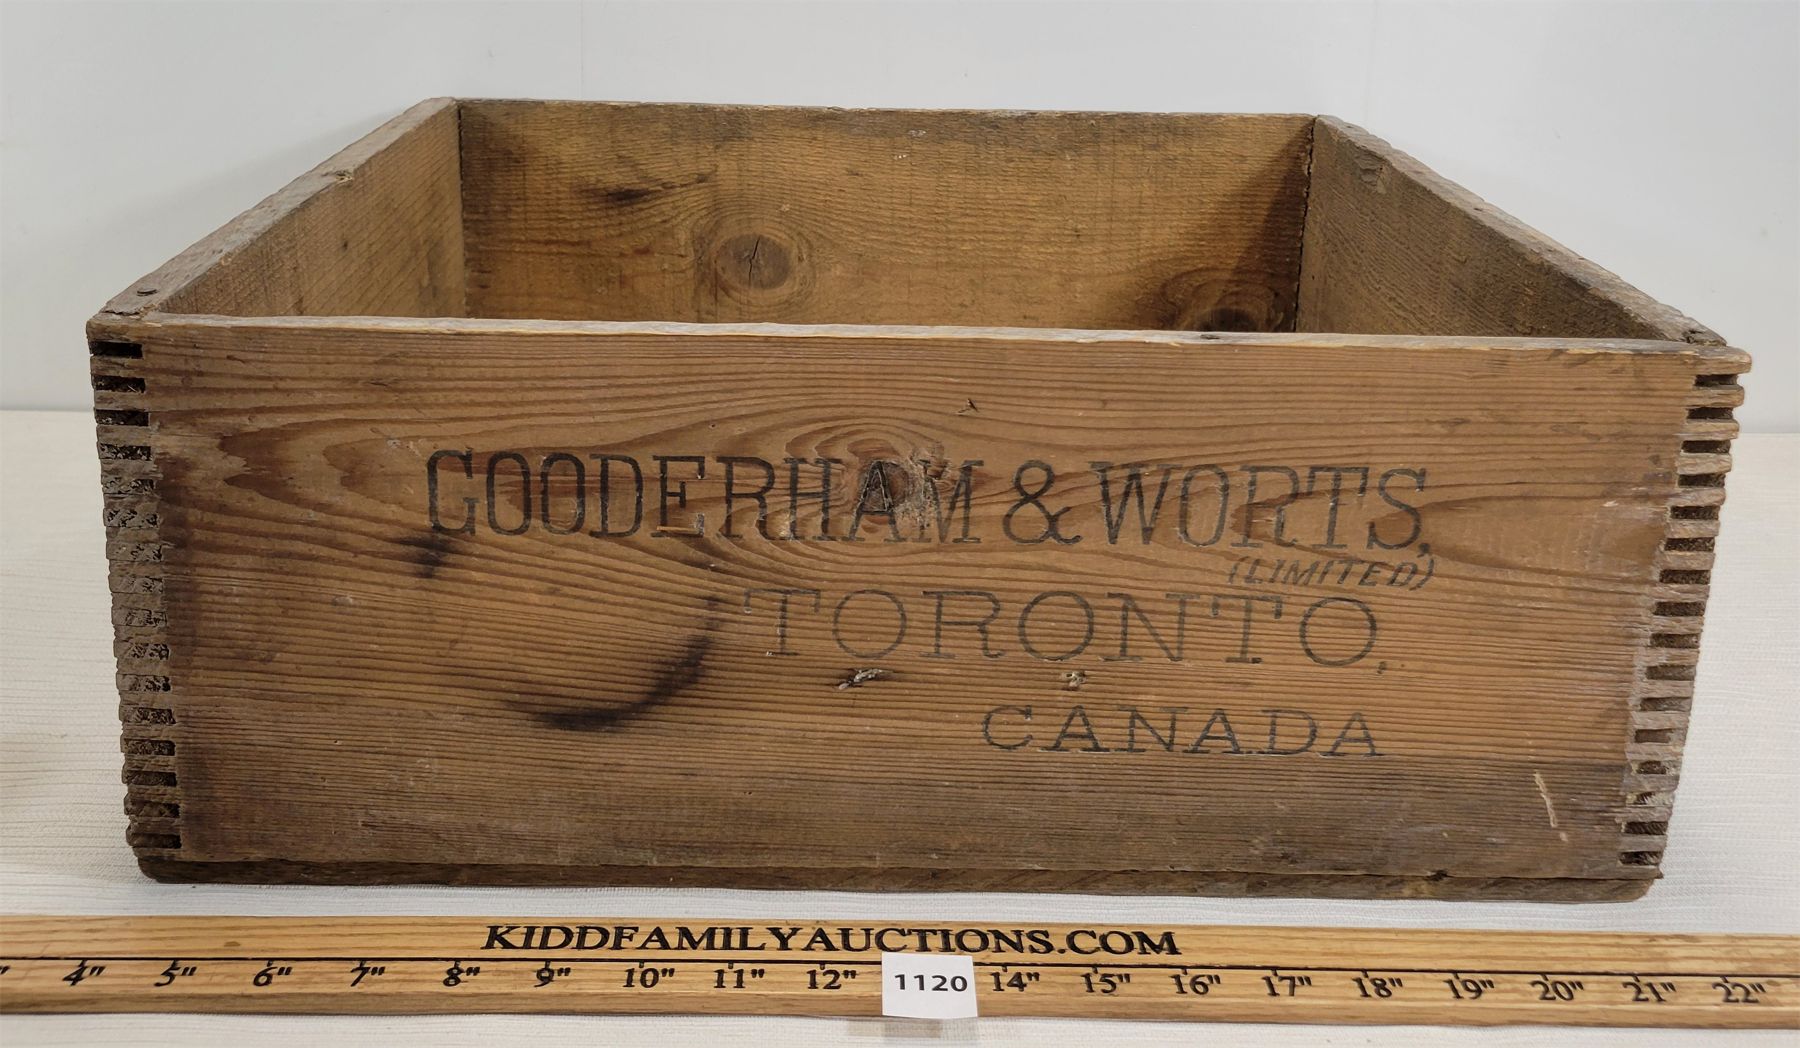 GOODERHAM & WORTS,
(LIMITED)
TORONTO,
CANADA
KIDDFAMILYAUCTIONS.COM
4" 5" 6" 7" 8" 9" 10" 11" 12" 1120 14" 15" 16" 17" 18" 19" 20" 21" 22"